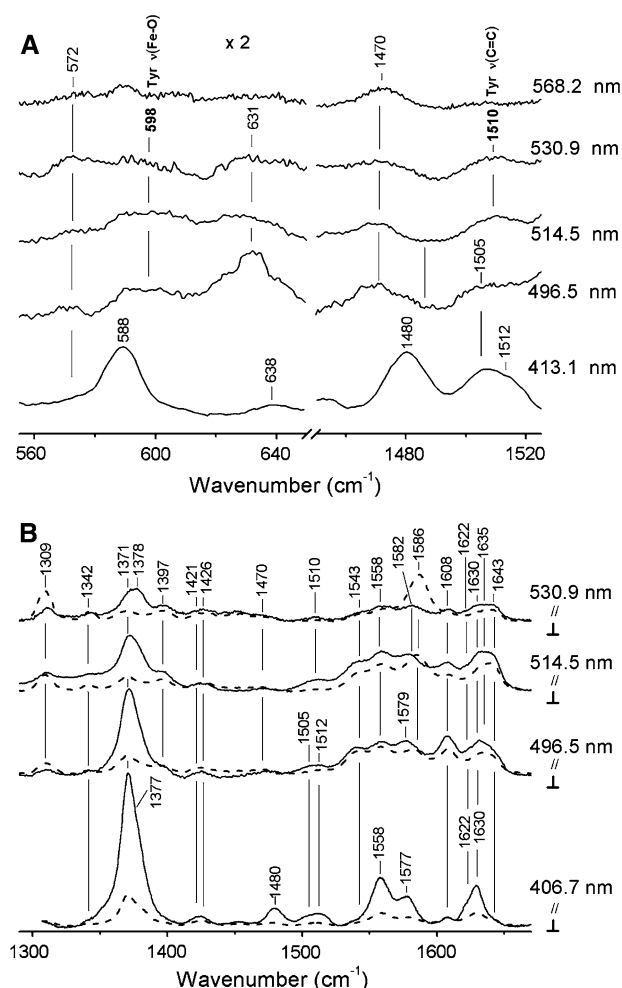 A
x 2
572
Tyr ν(Fe-O)
598
631
1470
Tyr ν(C=C)
1510
568.2 nm
530.9 nm
514.5 nm
1505
496.5 nm
588
638
1480
1512
413.1 nm
560 600 640 1480 1520
Wavenumber (cm-1)
B
1309
1342
1371
1378
1397
1421
1426
1470
1510
1543
1558
1582
1586
1608
1622
1630
1635
1643
530.9 nm
//
⊥
514.5 nm
//
⊥
1505
1512
1579
496.5 nm
//
⊥
1377
1480
1558
1577
1622
1630
406.7 nm
//
⊥
1300 1400 1500 1600
Wavenumber (cm-1)